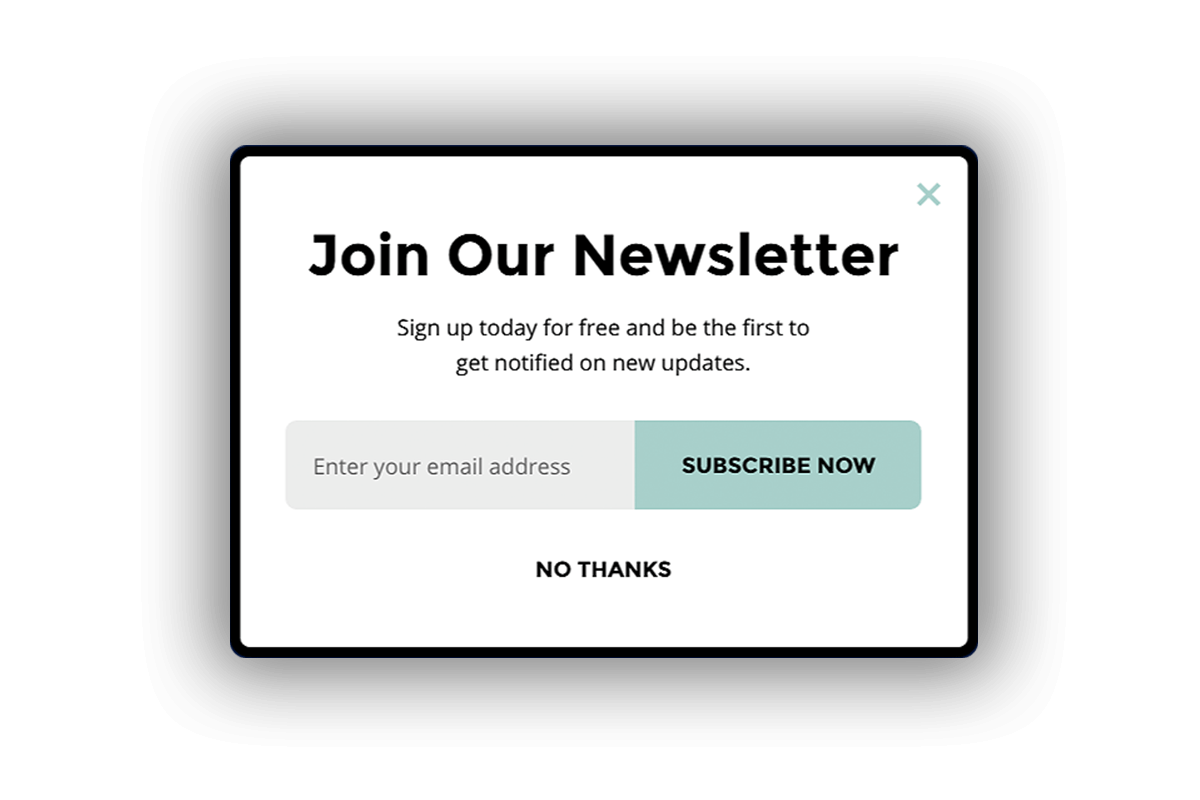 Join Our Newsletter
Sign up today for free and be the first to
get notified on new updates.
Enter your email address
SUBSCRIBE NOW
NO THANKS